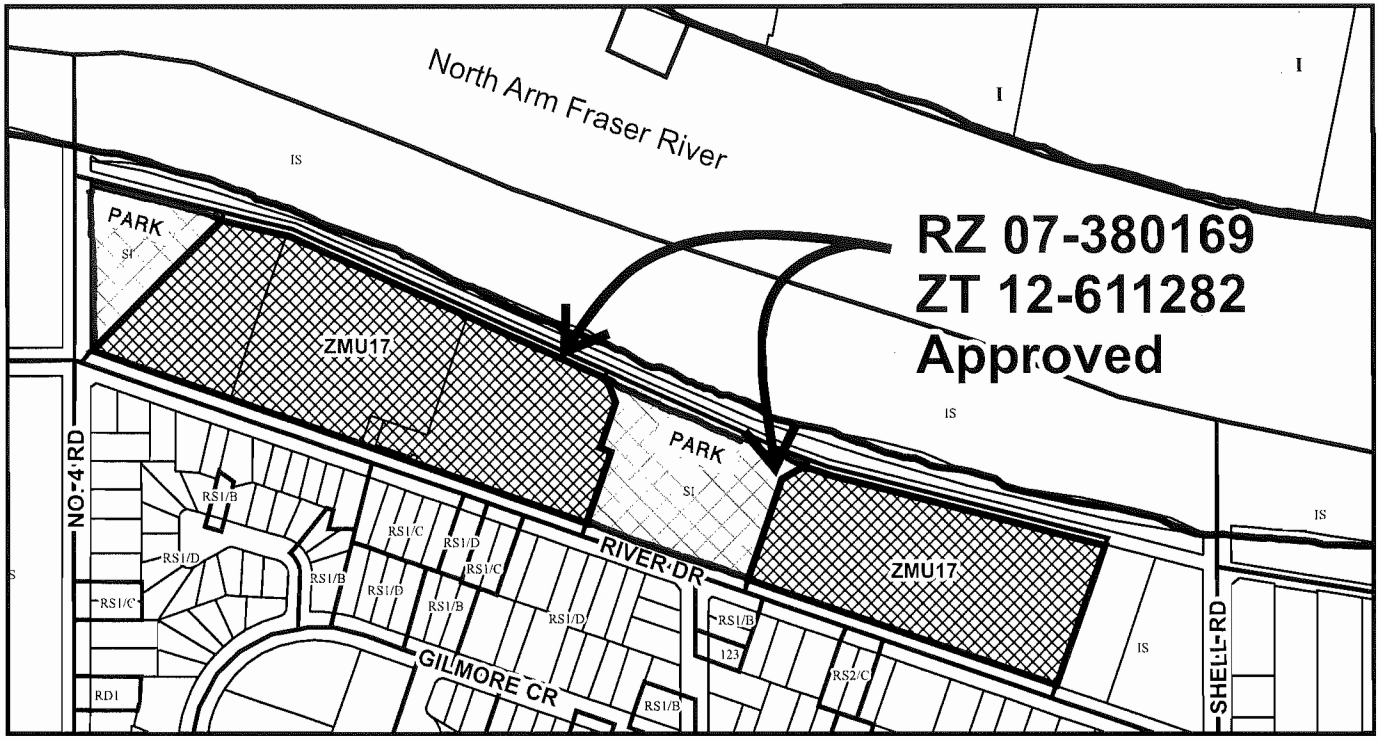 North Arm Fraser River
I
I
IS
PARK
SI
RZ 07-380169
ZT 12-611282
Approved
ZMU17
IS
PARK
SI
NO. 4 RD
RS1/B
RS1/C
RS1/D
RS1/C
RIVER DR
ZMU17
IS
IS
SHELL RD
RS1/D
RS1/B
RS1/D
RS1/B
RS1/D
RS1/B
123
RS1/C
S
GILMORE CR
RS2/C
RD1
RS1/B